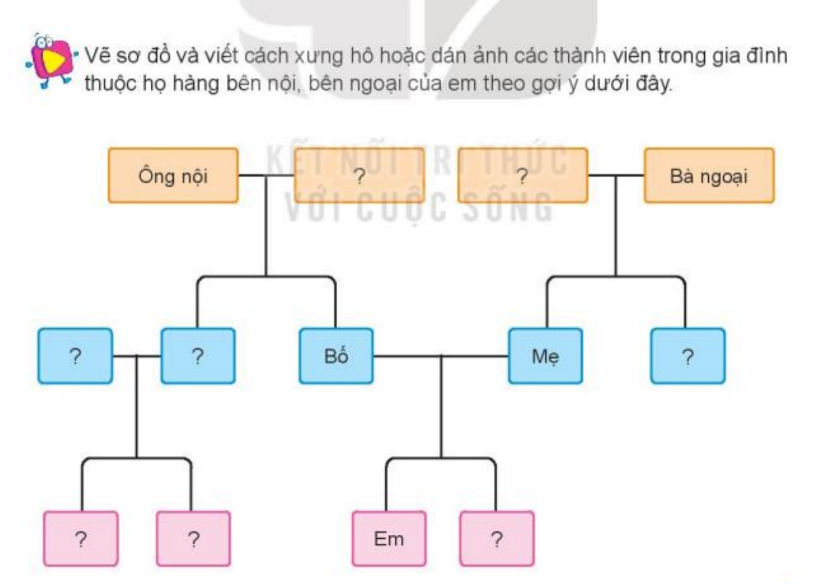 Vẽ sơ đồ và viết cách xưng hô hoặc dán ảnh các thành viên trong gia đình
thuộc họ hàng bên nội, bên ngoại của em theo gợi ý dưới đây.
KẾT NỐI TRI THỨC
VỚI CUỘC SỐNG
Ông nội ? ? Bà ngoại
? ? Bố Mẹ ?
? ? Em ?